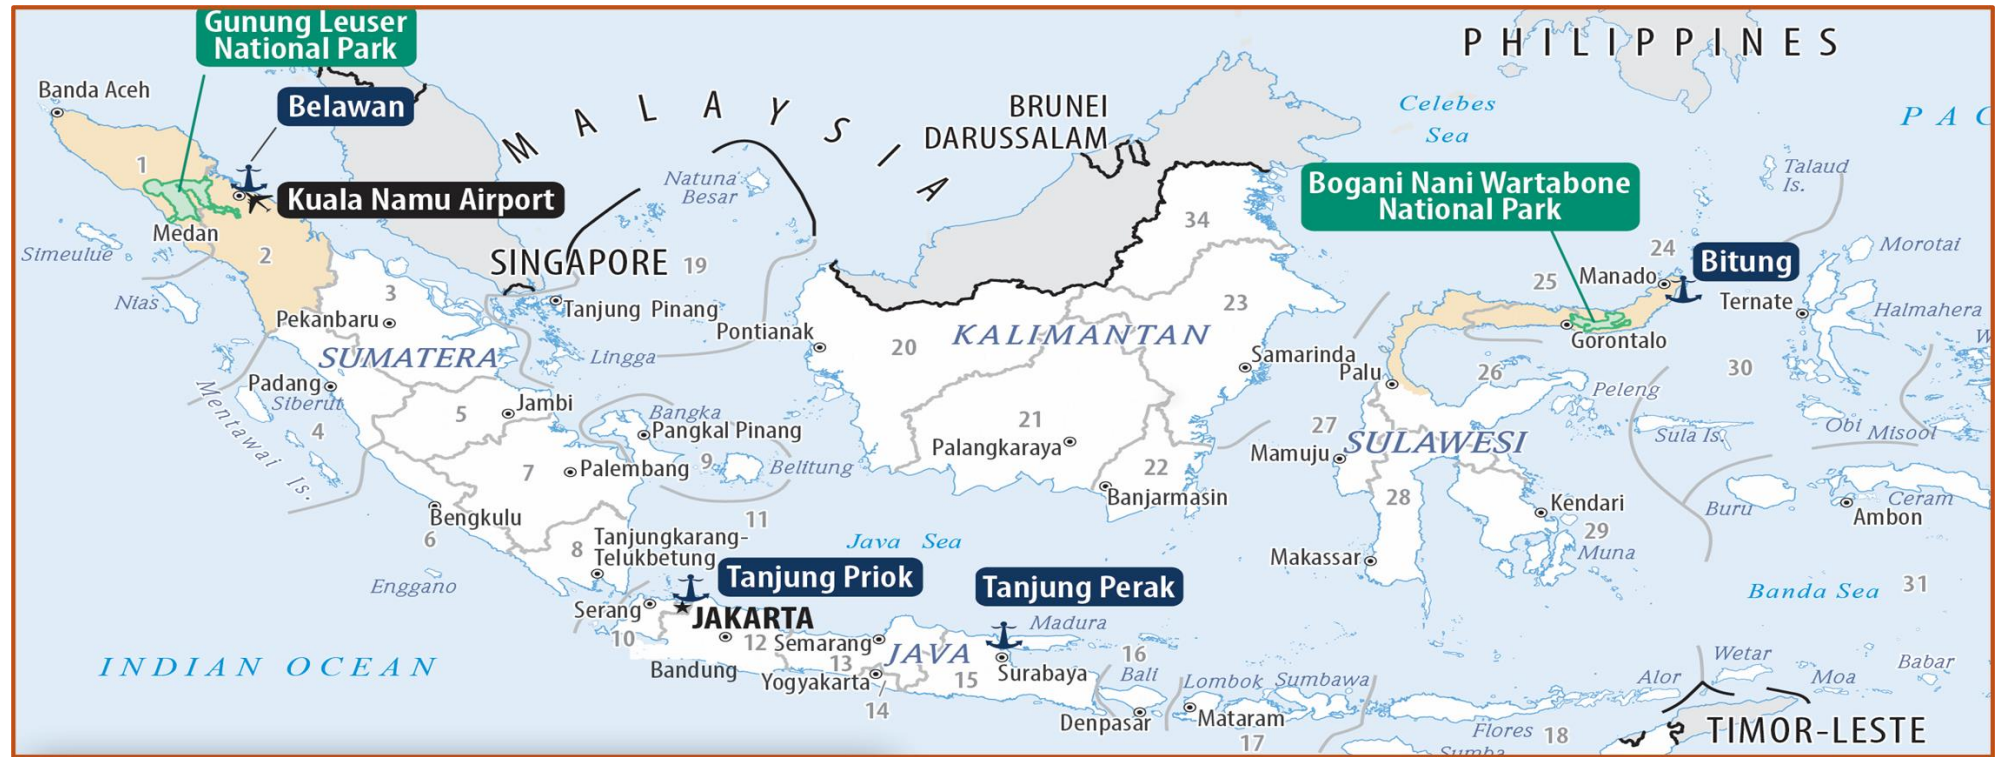 Gunung Leuser
National Park
PHILIPPINES
Banda Aceh
Belawan
MALAYSIA
BRUNEI
DARUSSALAM
Celebes
Sea
Talaud
Is.
1
Kuala Namu Airport
Natuna
Besar
Bogani Nani Wartabone
National Park
Medan
34
Simeulue
2
SINGAPORE
19
24
Manado
Bitung
Morotai
Nias
3
Tanjung Pinang
23
25
Ternate
Halmahera
Pekanbaru
Pontianak
KALIMANTAN
Gorontalo
SUMATERA
Lingga
20
Samarinda
Palu
26
30
Padang
Siberut
Mentawai Is.
4
5
Jambi
Bangka
Pangkal Pinang
21
Palangkaraya
27
Mamuju
SULAWESI
Peleng
Sula Is.
Obi
Misool
7
Palembang
9
Belitung
22
Banjarmasin
28
Kendari
29
Muna
Buru
Ceram
Ambon
Bengkulu
6
11
8
Tanjungkarang-
Telukbetung
Java Sea
Makassar
Enggano
Tanjung Priok
Tanjung Perak
Banda Sea
31
Serang
JAKARTA
Madura
10
12
Semarang
JAVA
16
INDIAN OCEAN
Bandung
13
Yogyakarta
15
Surabaya
Bali
Lombok
Sumbawa
Alor
Wetar
Moa
Babar
14
Denpasar
Mataram
17
Flores
18
Sumba
TIMOR-LESTE